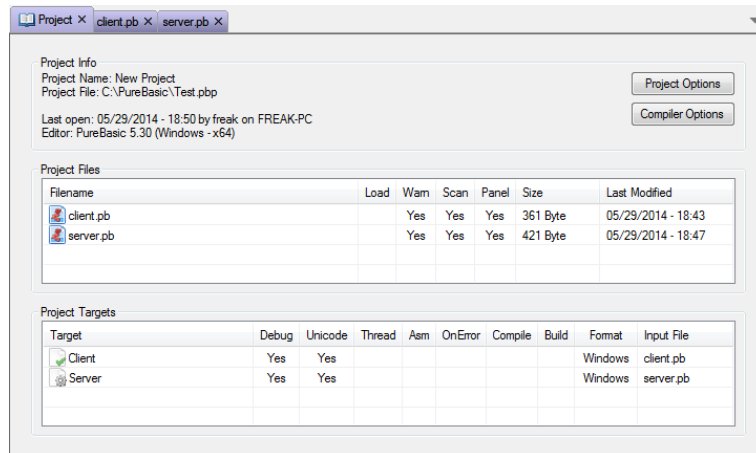 Project client.pb server.pb
Project Info
Project Name: New Project
Project File: C:\PureBasic\Test.pbp
Last open: 05/29/2014 - 18:50 by freak on FREAK-PC
Editor: PureBasic 5.30 (Windows - x64)
Project Options
Compiler Options
Project Files
Filename Load Warn Scan Panel Size Last Modified
client.pb Yes Yes Yes 361 Byte 05/29/2014 - 18:43
server.pb Yes Yes Yes 421 Byte 05/29/2014 - 18:47
Project Targets
Target Debug Unicode Thread Asm OnError Compile Build Format Input File
Client Yes Yes Windows client.pb
Server Yes Yes Windows server.pb